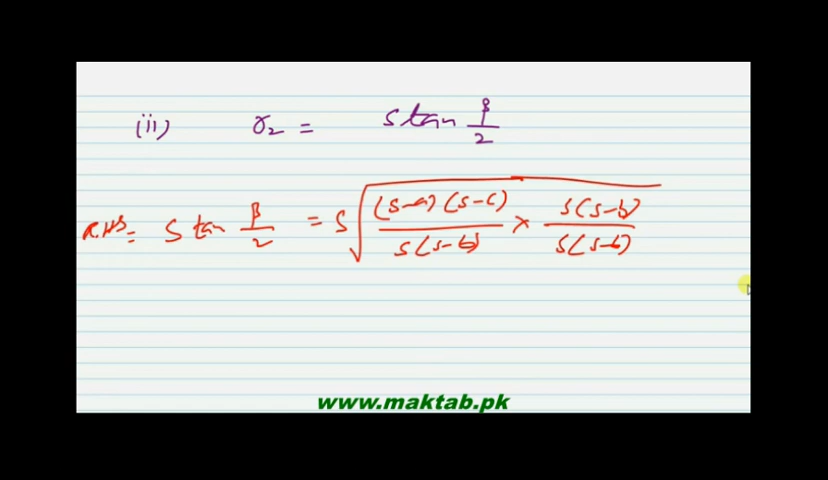 (ii) r₂ = s tan β/2
R.H.S = s tan β/2 = s √((s-a)(s-c)/s(s-b) × s(s-b)/s(s-b))
www.maktab.pk